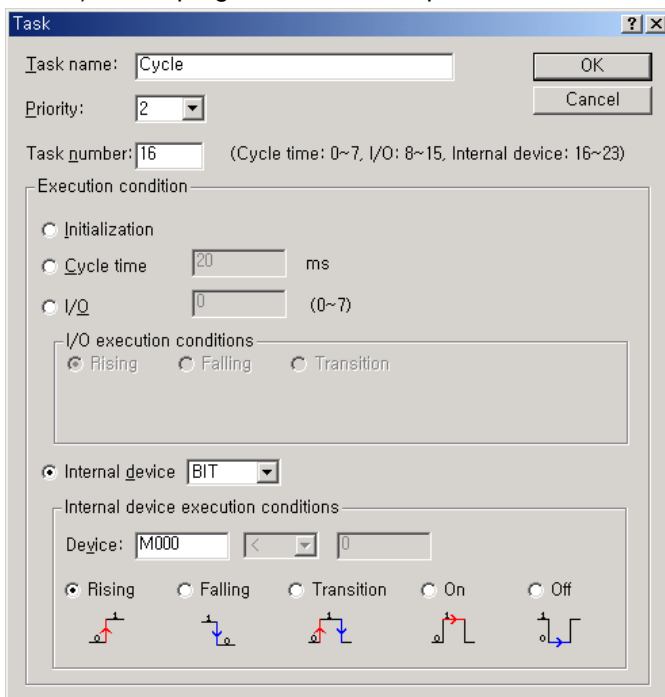 Task
Task name: Cycle
OK
Priority: 2
Cancel
Task number: 16 (Cycle time: 0~7, I/O: 8~15, Internal device: 16~23)
Execution condition
Initialization
Cycle time 20 ms
I/O 0 (0~7)
I/O execution conditions
Rising Falling Transition
Internal device BIT
Internal device execution conditions
Device: M000 < 0
Rising Falling Transition On Off